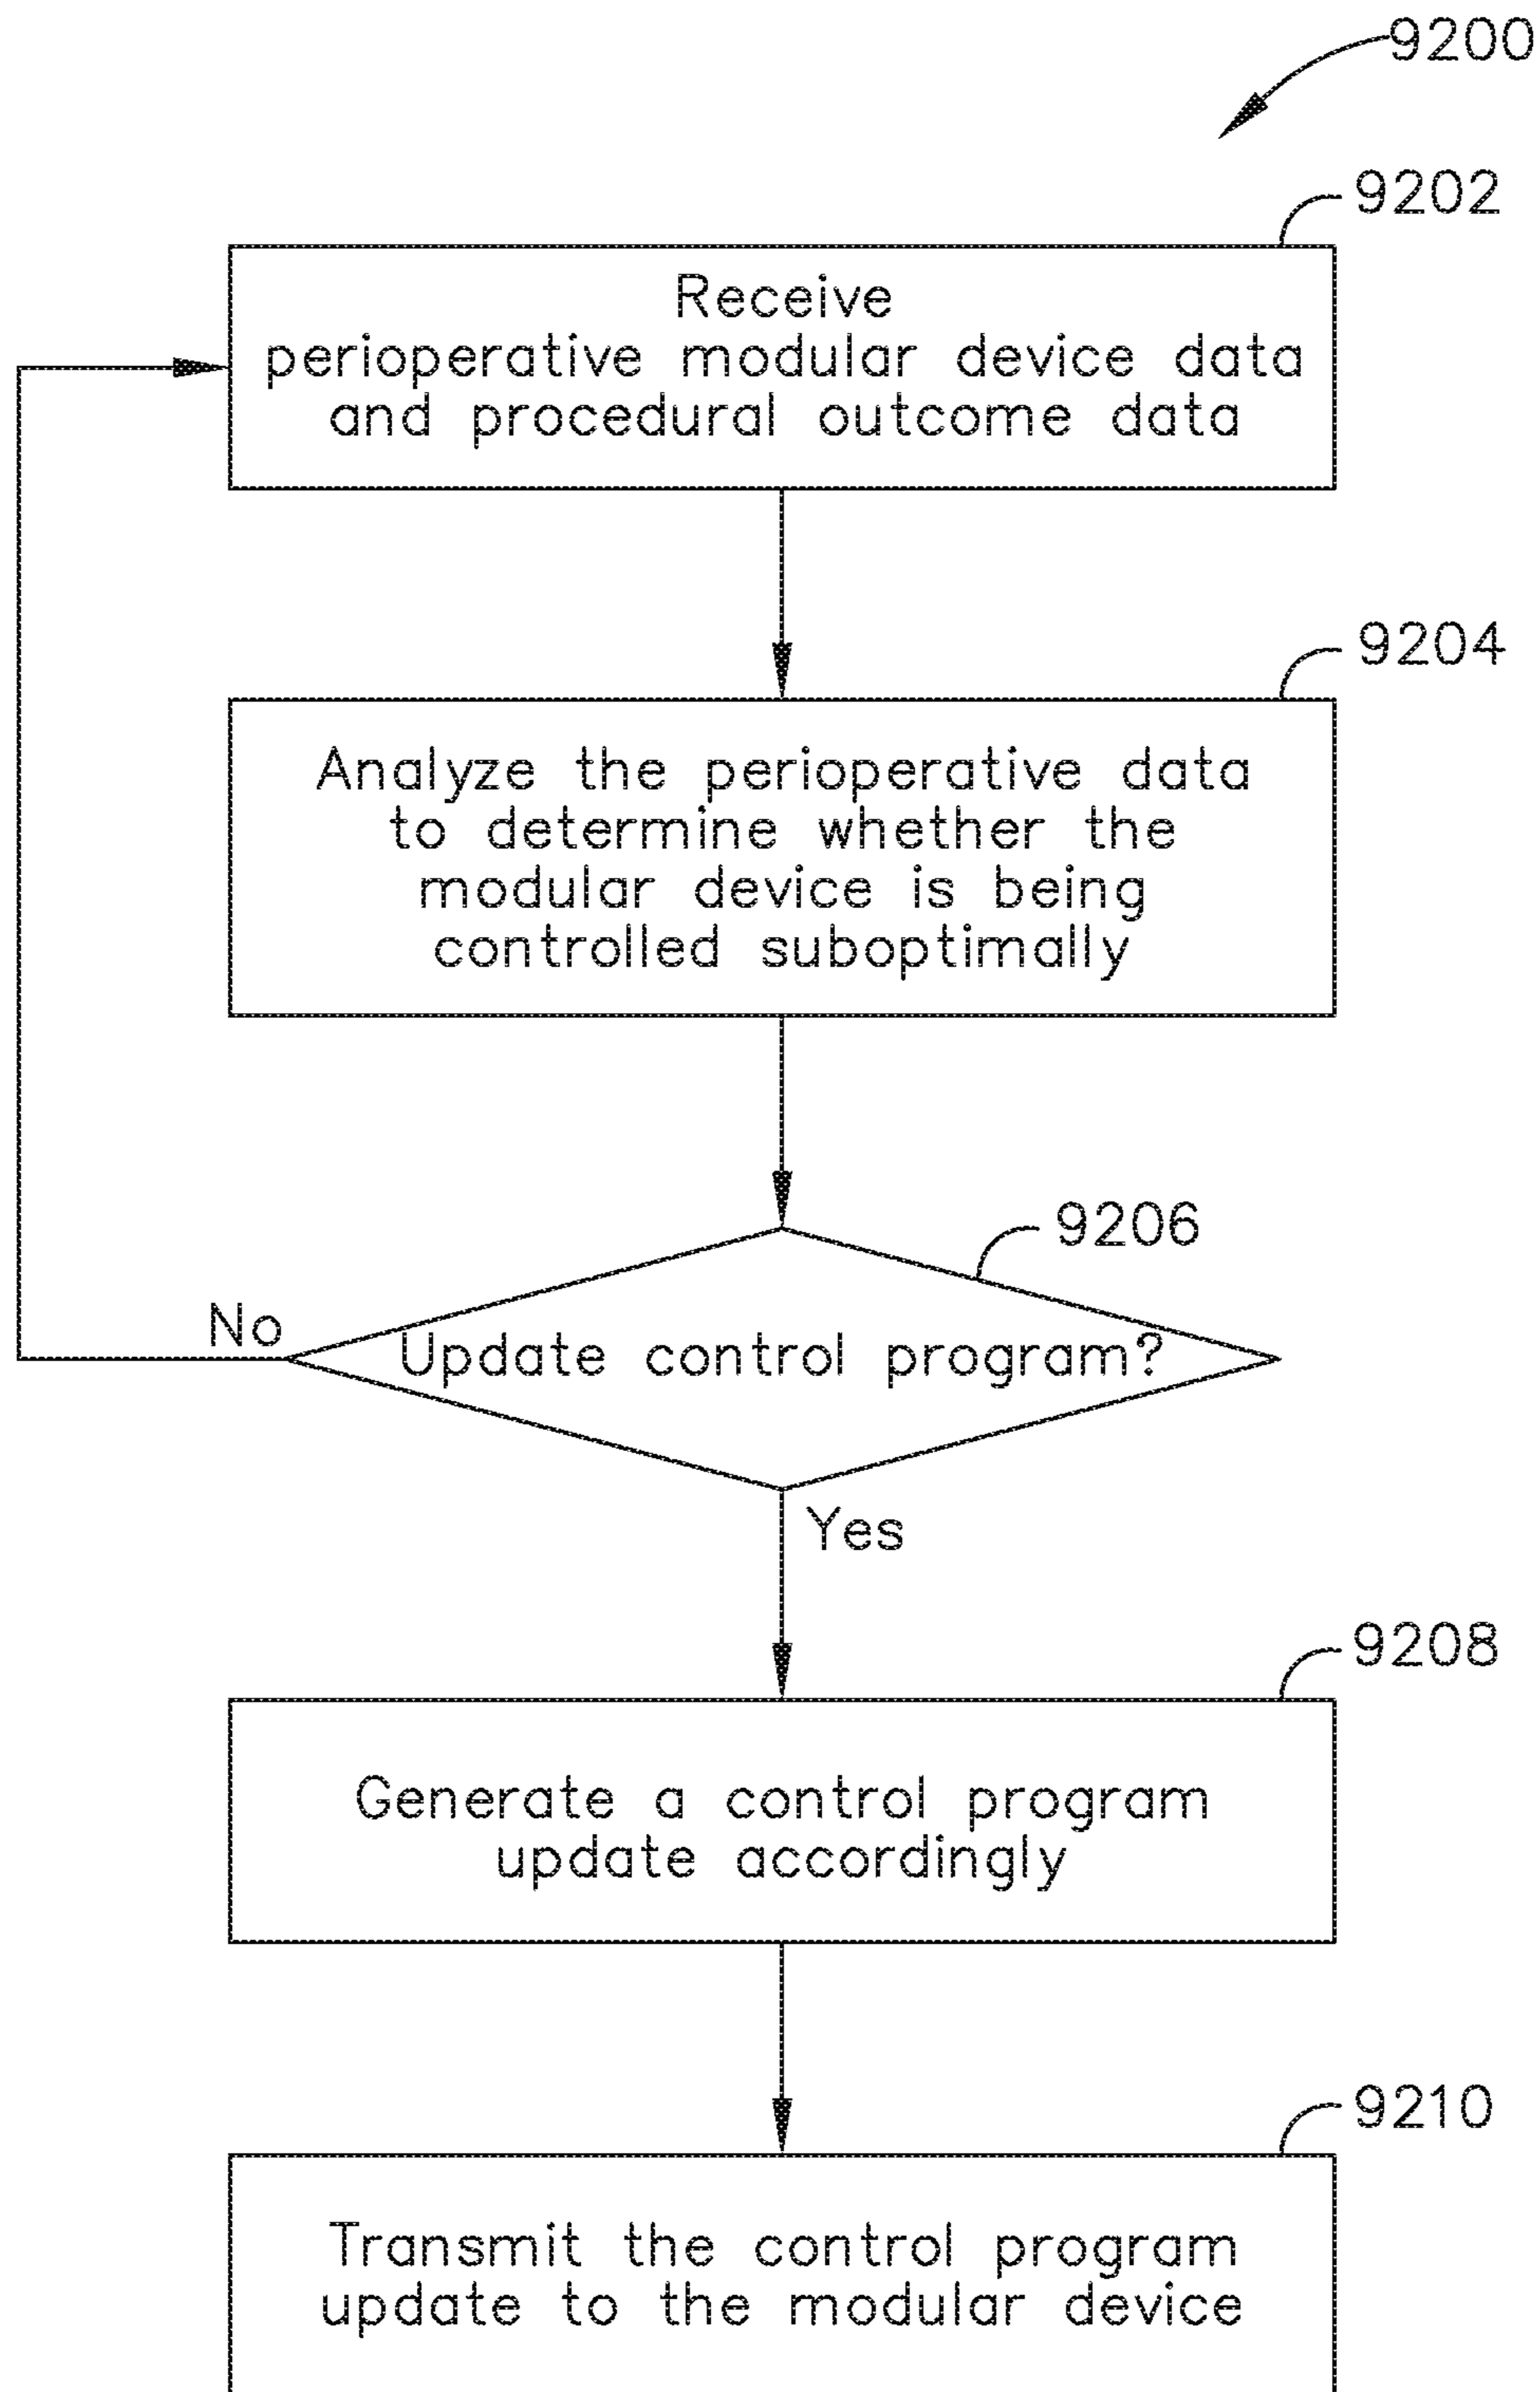 9200
9202
Receive
perioperative modular device data
and procedural outcome data
9204
Analyze the perioperative data
to determine whether the
modular device is being
controlled suboptimally
9206
No
Update control program?
Yes
9208
Generate a control program
update accordingly
9210
Transmit the control program
update to the modular device